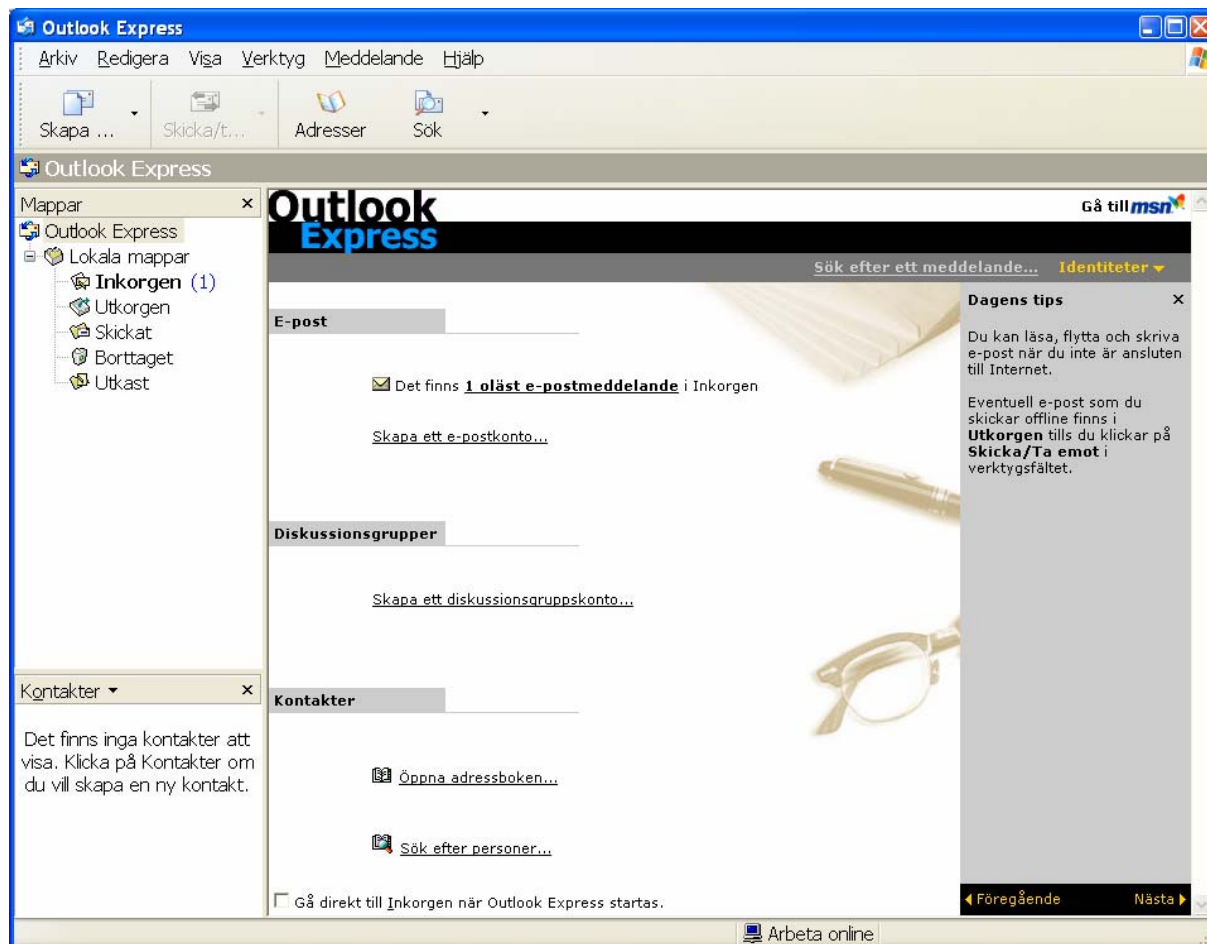 Outlook Express
Arkiv Redigera Visa Verktyg Meddelande Hjälp
Skapa ... Skicka/t... Adresser Sök
Outlook Express
Mappar
Outlook Express
Lokala mappar
Inkorgen (1)
Utkorgen
Skickat
Borttaget
Utkast
Kontakter
Det finns inga kontakter att
visa. Klicka på Kontakter om
du vill skapa en ny kontakt.
Outlook
Express
Gå till msn
Sök efter ett meddelande... Identiteter
E-post
Det finns 1 oläst e-postmeddelande i Inkorgen
Skapa ett e-postkonto...
Diskussionsgrupper
Skapa ett diskussionsgruppskonto...
Kontakter
Öppna adressboken...
Sök efter personer...
Gå direkt till Inkorgen när Outlook Express startas.
Dagens tips
Du kan läsa, flytta och skriva
e-post när du inte är ansluten
till Internet.
Eventuell e-post som du
skickar offline finns i
Utkorgen tills du klickar på
Skicka/Ta emot i
verktygsfältet.
Föregående Nästa
Arbeta online